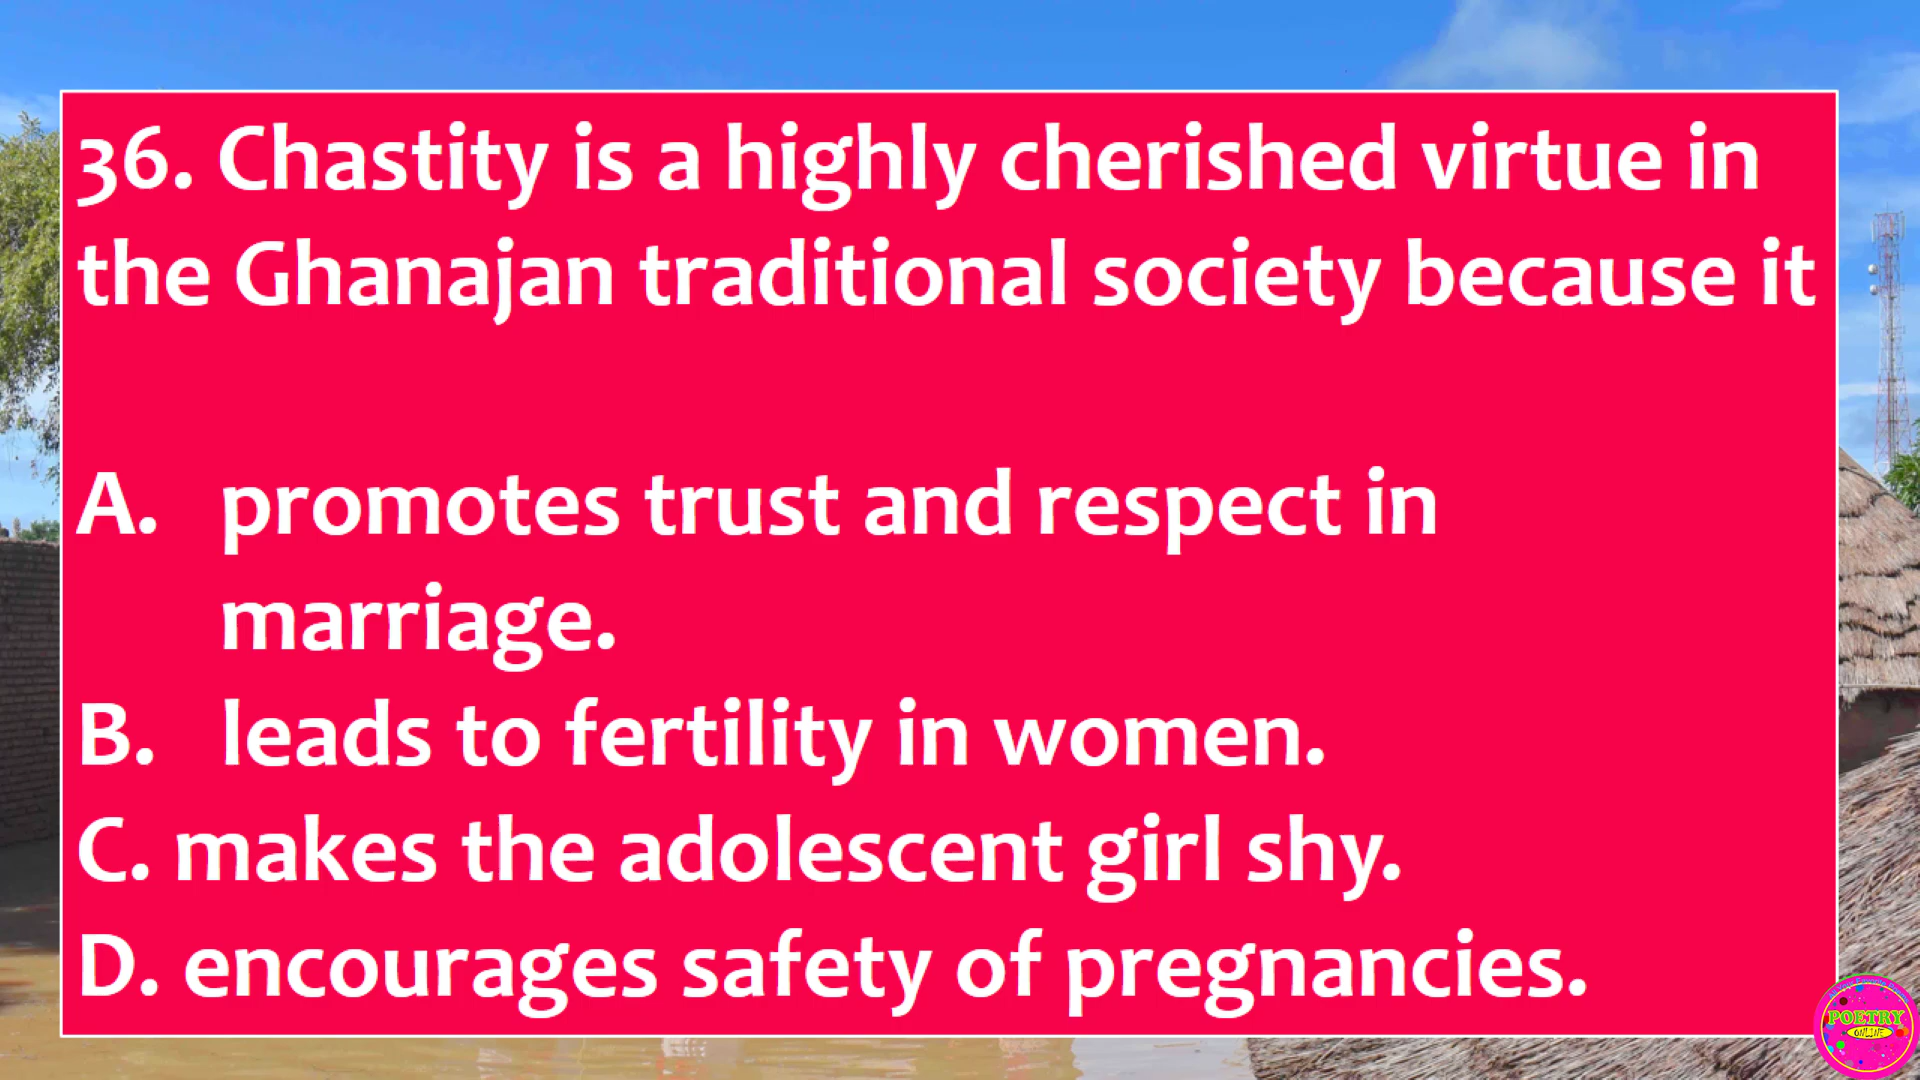 36. Chastity is a highly cherished virtue in
the Ghanajan traditional society because it
A. promotes trust and respect in
marriage.
B. leads to fertility in women.
C. makes the adolescent girl shy.
D. encourages safety of pregnancies.
POETRY
ONLINE